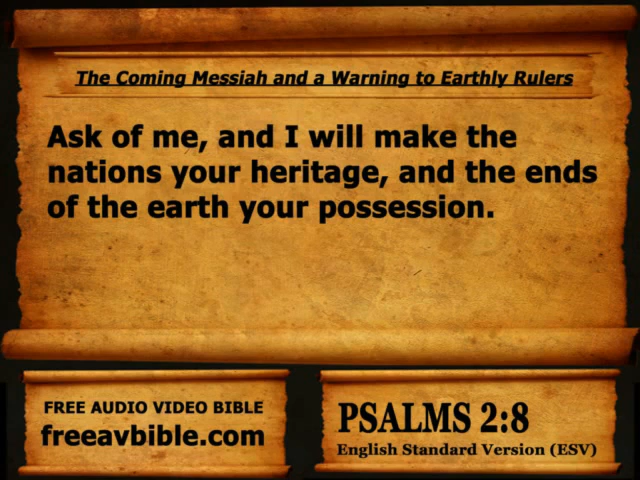 The Coming Messiah and a Warning to Earthly Rulers
Ask of me, and I will make the
nations your heritage, and the ends
of the earth your possession.
FREE AUDIO VIDEO BIBLE
freeavbible.com
PSALMS 2:8
English Standard Version (ESV)